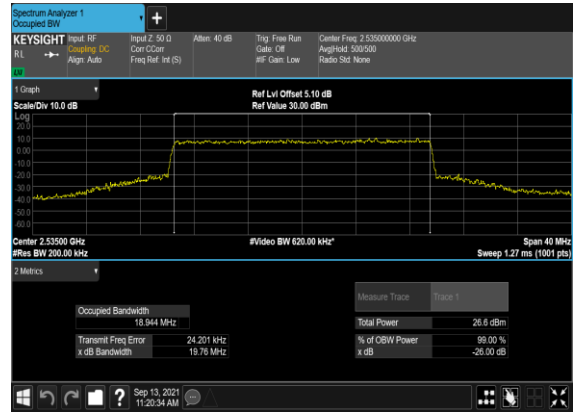 Spectrum Analyzer 1
Occupied BW
+
KEYSIGHT Input: RF Input Z: 50 Ω Atten: 40 dB Trig: Free Run Center Freq: 2.535000000 GHz
RL Coupling: DC Corr CCorr Gate: Off Avg|Hold: 500/500
Align: Auto Freq Ref: Int (S) #IF Gain: Low Radio Std: None
LW
1 Graph
Scale/Div 10.0 dB Ref Lvl Offset 5.10 dB
Ref Value 30.00 dBm
Log
20.0
10.0
0.00
-10.0
-20.0
-30.0
-40.0
-50.0
-60.0
Center 2.53500 GHz #Video BW 620.00 kHz* Span 40 MHz
#Res BW 200.00 kHz Sweep 1.27 ms (1001 pts)
2 Metrics
Measure Trace Trace 1
Occupied Bandwidth
18.944 MHz Total Power 26.6 dBm
Transmit Freq Error 24.201 kHz % of OBW Power 99.00 %
x dB Bandwidth 19.76 MHz x dB -26.00 dB
? Sep 13, 2021
11:20:34 AM